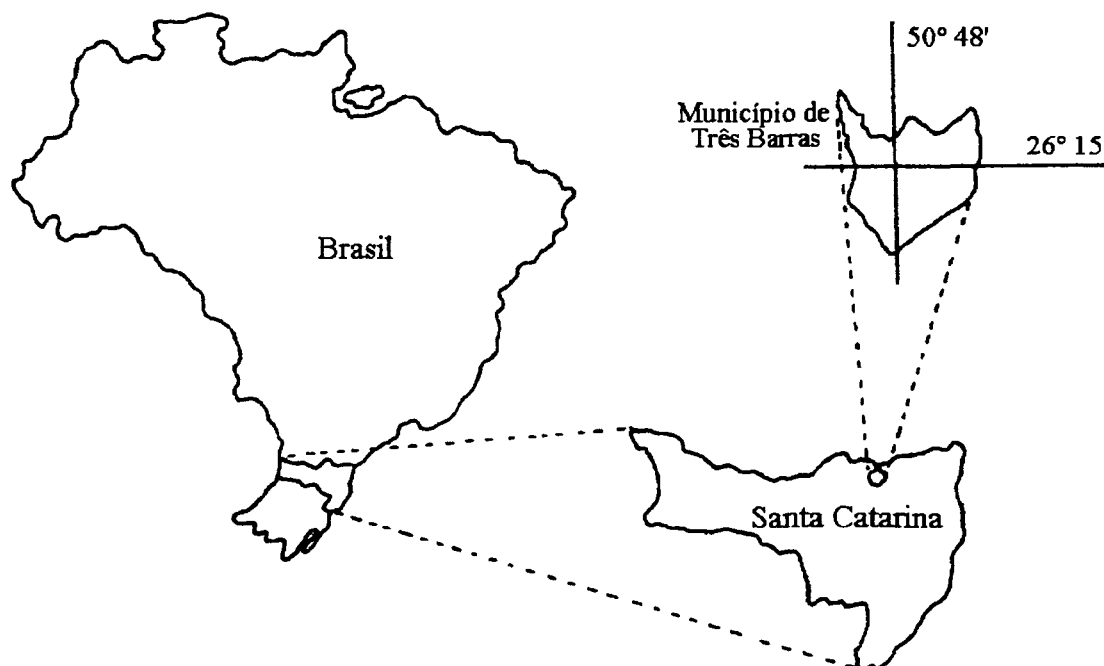 50° 48'
Município de
Três Barras
26° 15
Brasil
Santa Catarina